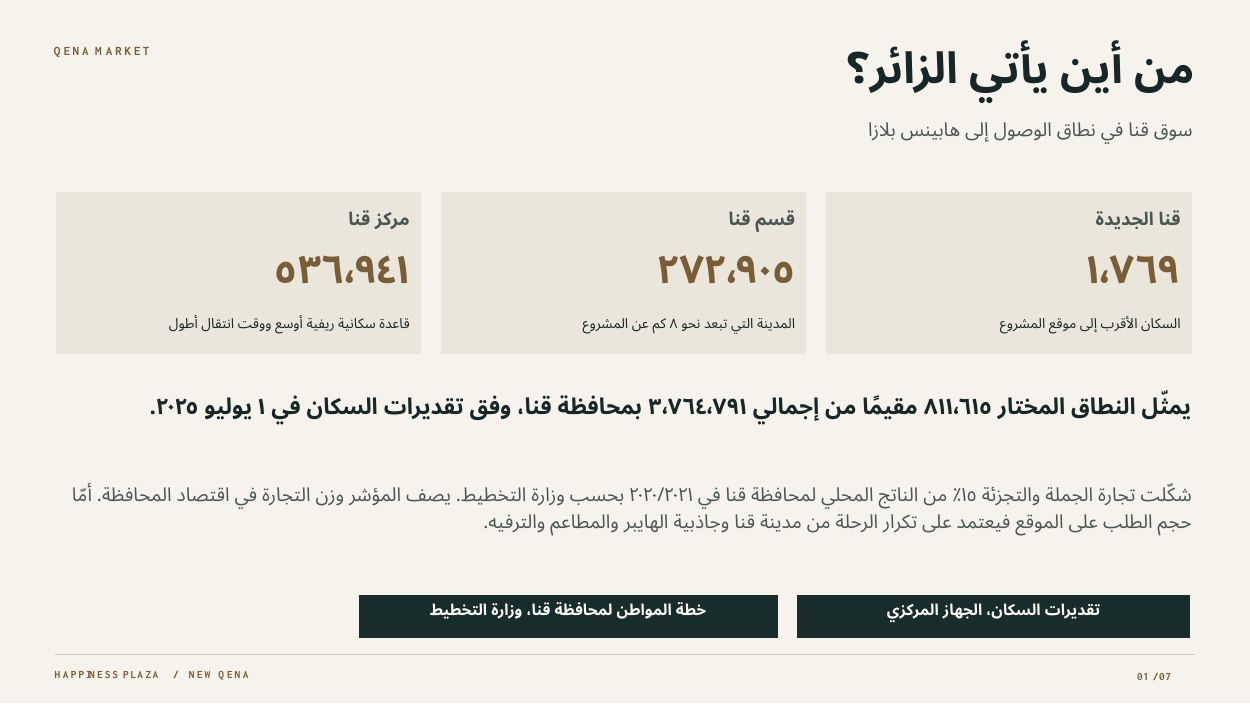 QENA MARKET
من أين يأتي الزائر؟
سوق قنا في نطاق الوصول إلى هابينس بلازا
قنا الجديدة
١،٧٦٩
السكان الأقرب إلى موقع المشروع
قسم قنا
٢٧٢،٩٠٥
المدينة التي تبعد نحو ٨ كم عن المشروع
مركز قنا
٥٣٦،٩٤١
قاعدة سكانية ريفية أوسع ووقت انتقال أطول
يمثّل النطاق المختار ٨١١،٦١٥ مقيمًا من إجمالي ٣،٧٦٤،٧٩١ بمحافظة قنا، وفق تقديرات السكان في ١ يوليو ٢٠٢٥.
شكّلت تجارة الجملة والتجزئة ١٥٪ من الناتج المحلي لمحافظة قنا في ٢٠٢٠/٢٠٢١ بحسب وزارة التخطيط. يصف المؤشر وزن التجارة في اقتصاد المحافظة. أمّا
حجم الطلب على الموقع فيعتمد على تكرار الرحلة من مدينة قنا وجاذبية الهايبر والمطاعم والترفيه.
تقديرات السكان، الجهاز المركزي
خطة المواطن لمحافظة قنا، وزارة التخطيط
HAPPINESS PLAZA / NEW QENA
01 /07